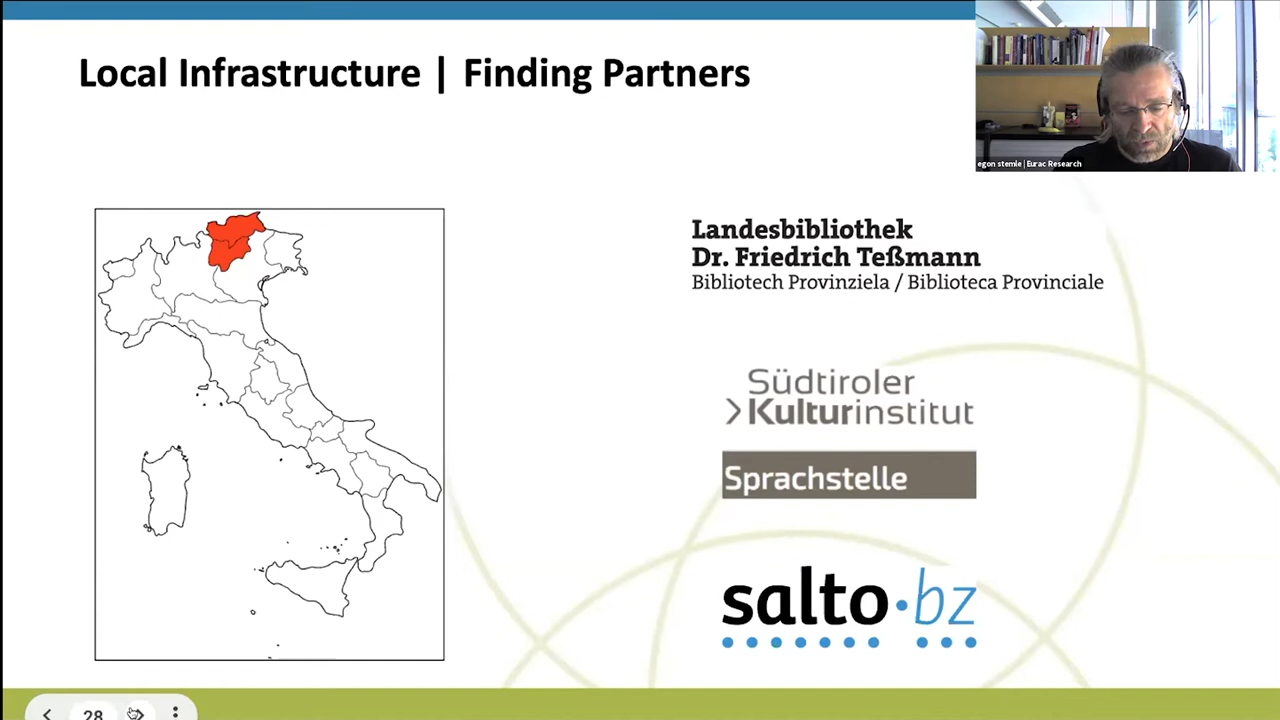 Local Infrastructure | Finding Partners
egon stemle | Eurac Research
Landesbibliothek
Dr. Friedrich Teßmann
Bibliotech Provinziela / Biblioteca Provinciale
Südtiroler
Kulturinstitut
Sprachstelle
salto.bz
28